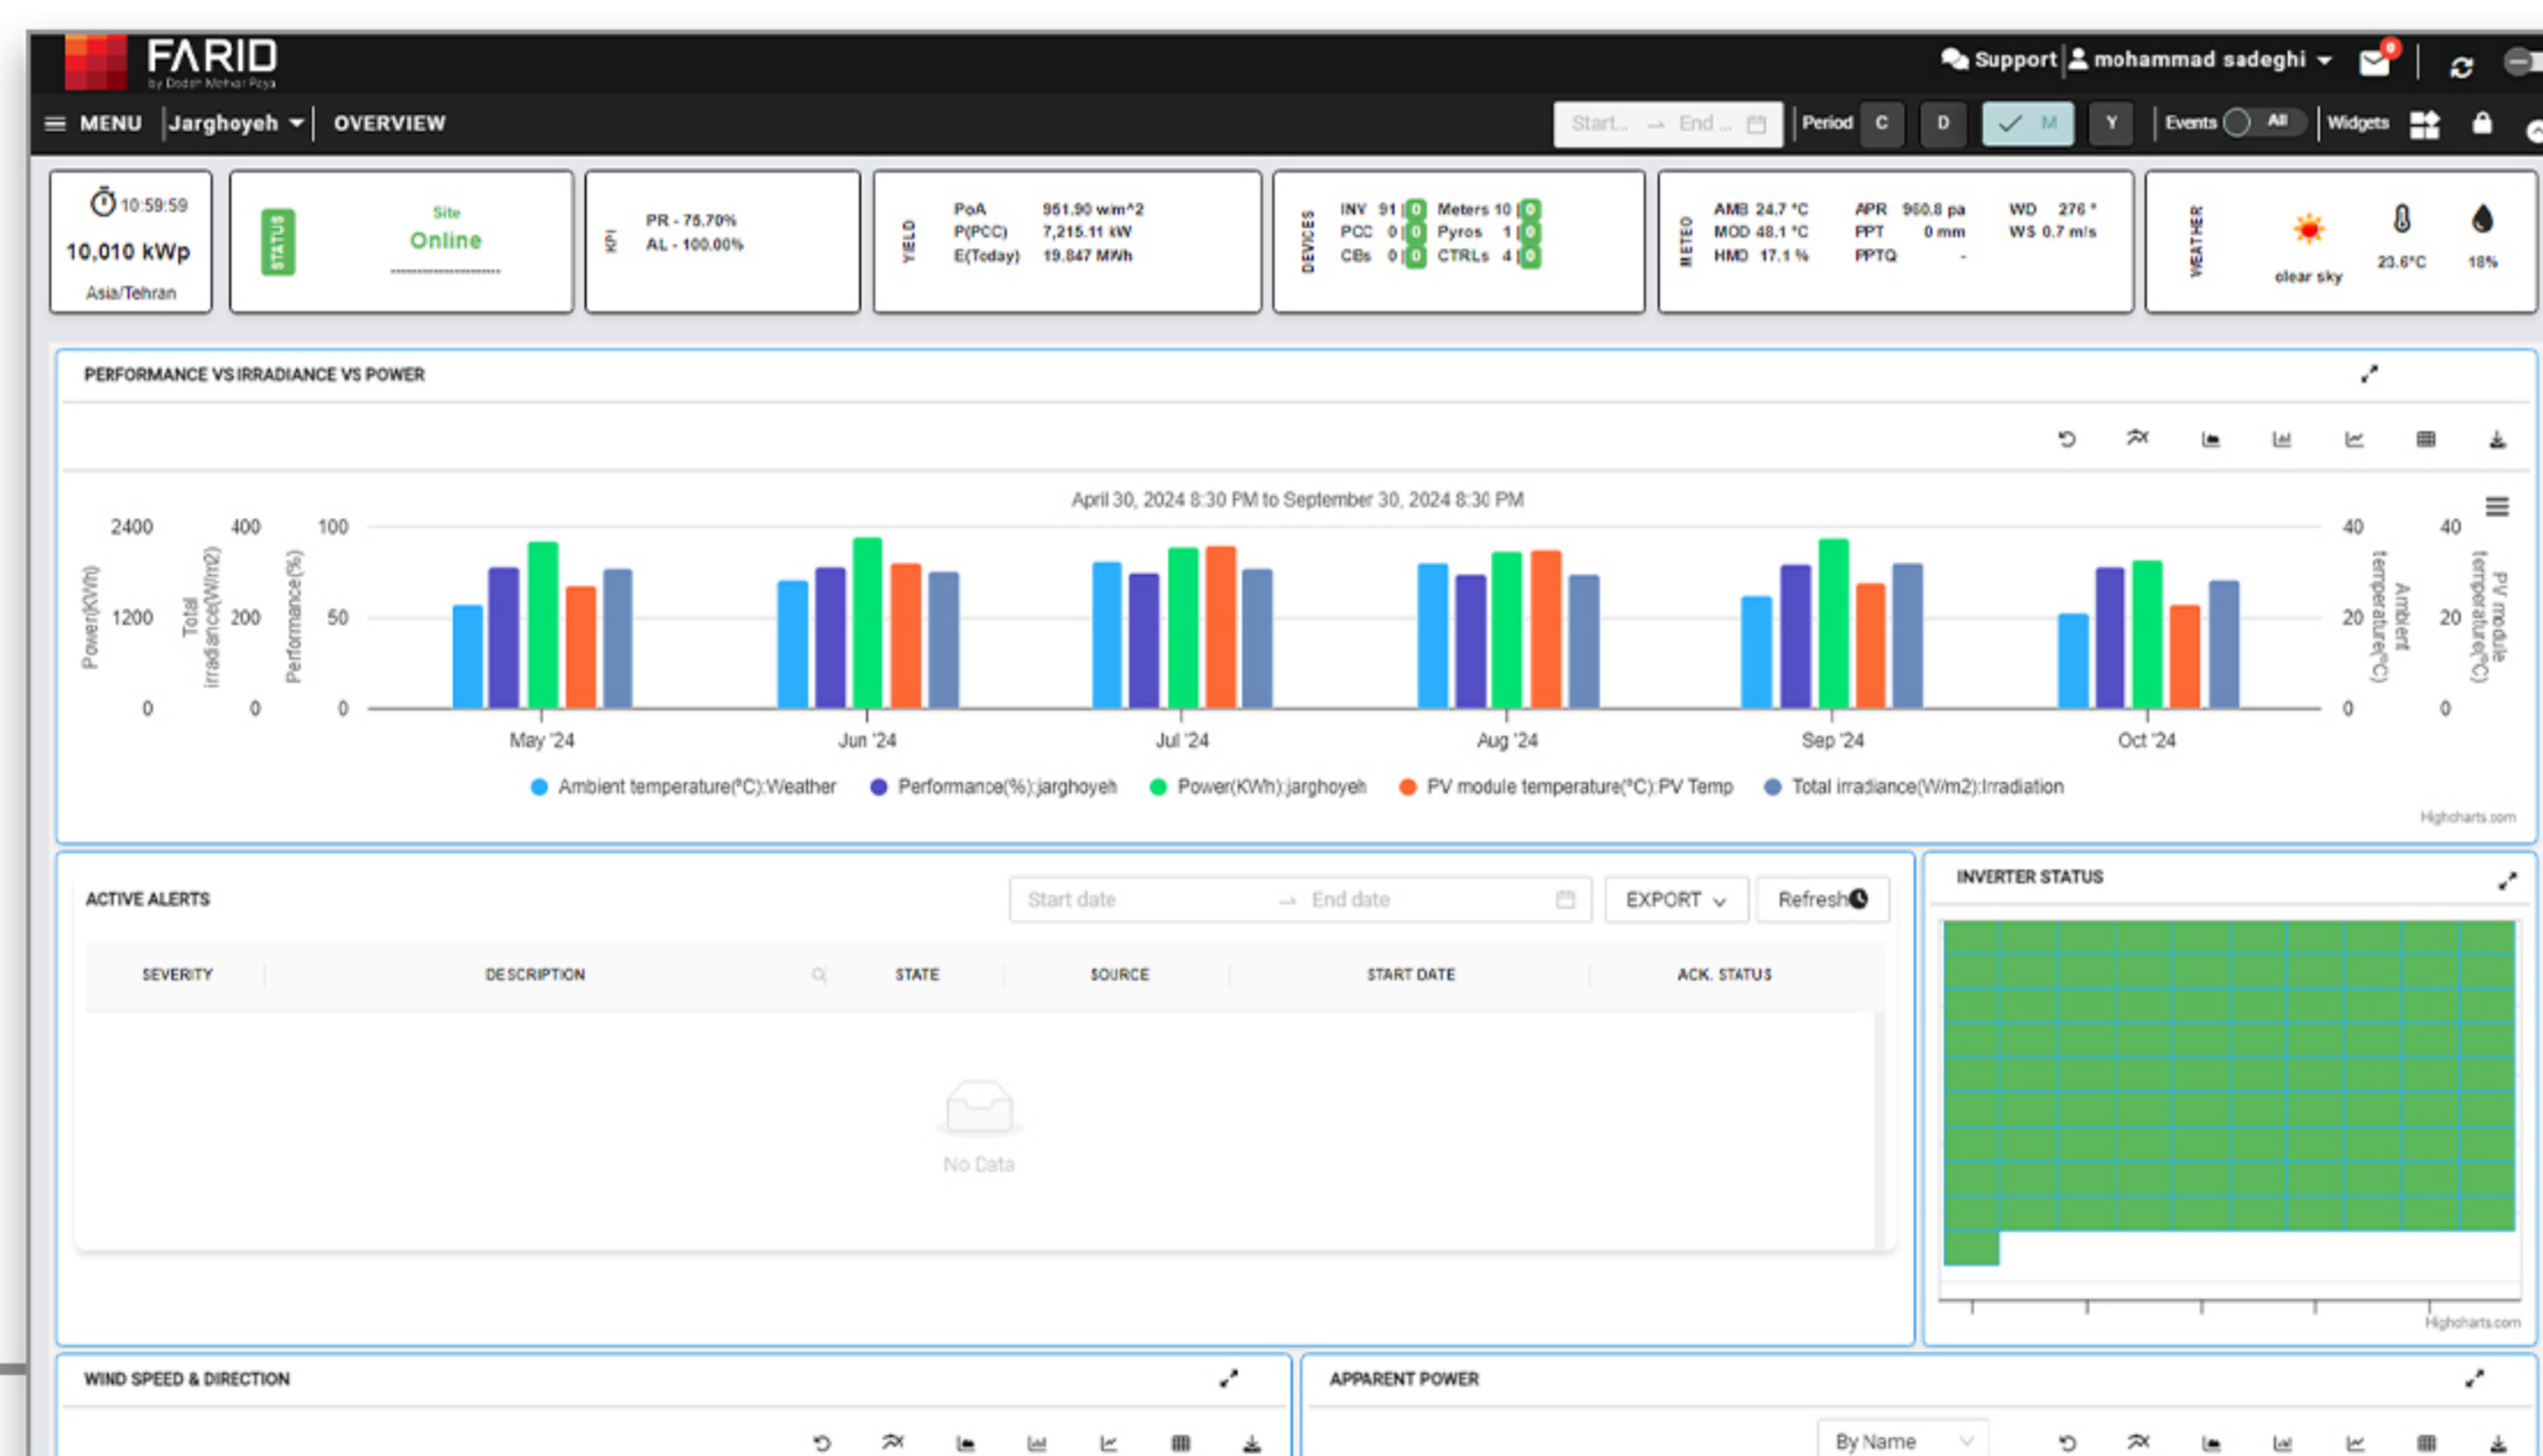 FARID
by Dadeh Mehvar Paya
Support mohammad sadeghi 0
MENU Jarghoyeh OVERVIEW Start... End ... Period C D M Y Events All Widgets
10:59:59
10,010 kWp
Asia/Tehran
STATUS
Site
Online
KPI
PR - 75.70%
AL - 100.00%
YIELD
PoA 951.90 w/m^2
P(PCC) 7,215.11 kW
E(Today) 19.847 MWh
DEVICES
INV 91 | 0 Meters 10 | 0
PCC 0 | 0 Pyros 1 | 0
CBs 0 | 0 CTRLs 4 | 0
METEO
AMB 24.7 °C APR 960.8 pa WD 276 °
MOD 48.1 °C PPT 0 mm WS 0.7 m/s
HMD 17.1 % PPTQ -
WEATHER
clear sky 23.6°C 18%
PERFORMANCE VS IRRADIANCE VS POWER
April 30, 2024 8:30 PM to September 30, 2024 8:30 PM
Power(KWh)
2400
1200
0
Total irradiance(W/m2)
400
200
0
Performance(%)
100
50
0
40
20
0
Ambient temperature(°C)
40
20
0
PV module temperature(°C)
May '24 Jun '24 Jul '24 Aug '24 Sep '24 Oct '24
Ambient temperature(°C):Weather Performance(%):jarghoyeh Power(KWh):jarghoyeh PV module temperature(°C):PV Temp Total irradiance(W/m2):Irradiation
Highcharts.com
ACTIVE ALERTS Start date End date EXPORT Refresh
SEVERITY DESCRIPTION STATE SOURCE START DATE ACK. STATUS
No Data
INVERTER STATUS
Highcharts.com
WIND SPEED & DIRECTION
APPARENT POWER
By Name